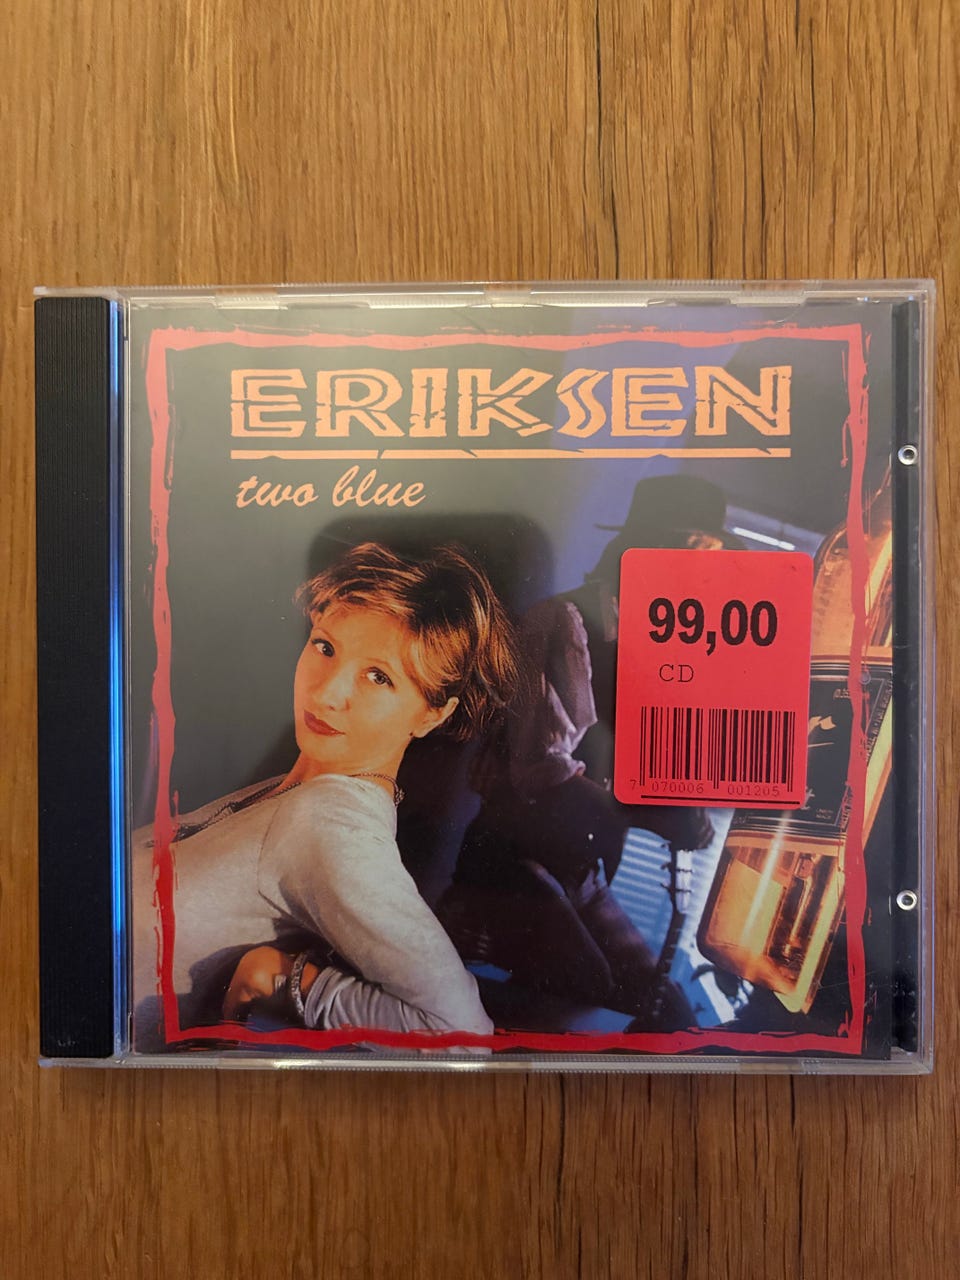 ERIKSEN
two blue
99,00
CD
7 070006 001205